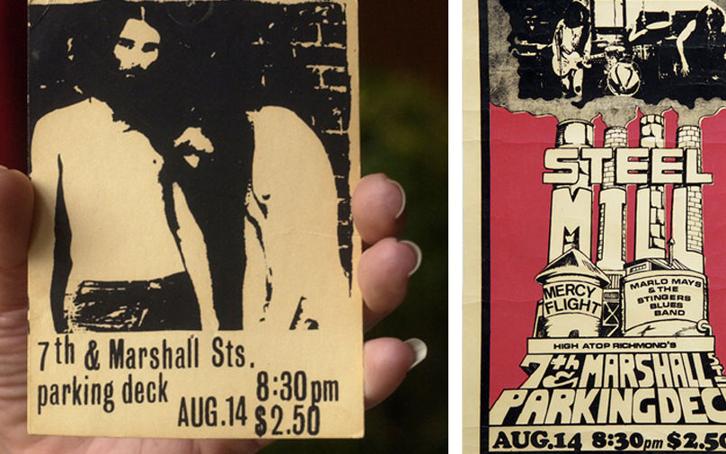 7th & Marshall Sts.
parking deck
8:30pm
AUG.14 $2.50
STEEL
MILL
MERCY
FLIGHT
MARLO MAYS
& THE
STINGERS
BLUES
BAND
HIGH ATOP RICHMOND'S
7th & MARSHALL STS
PARKING DEC
AUG.14 8:30pm $2.50